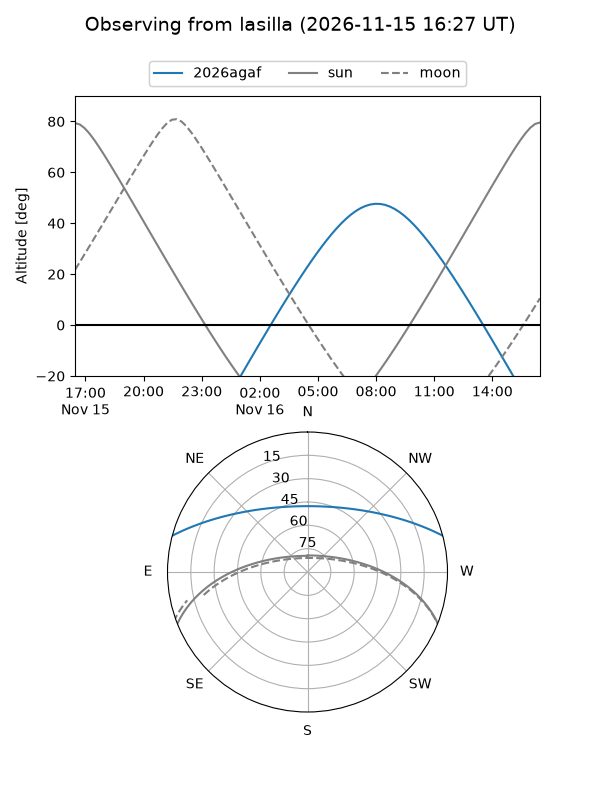 Observing from lasilla (2026-11-15 16:27 UT)
2026agaf sun moon
Altitude [deg]
80
60
40
20
0
−20
17:00 20:00 23:00 02:00 05:00 08:00 11:00 14:00
Nov 15 Nov 16
N
NE NW
15
30
45
60
75
E W
SE SW
S